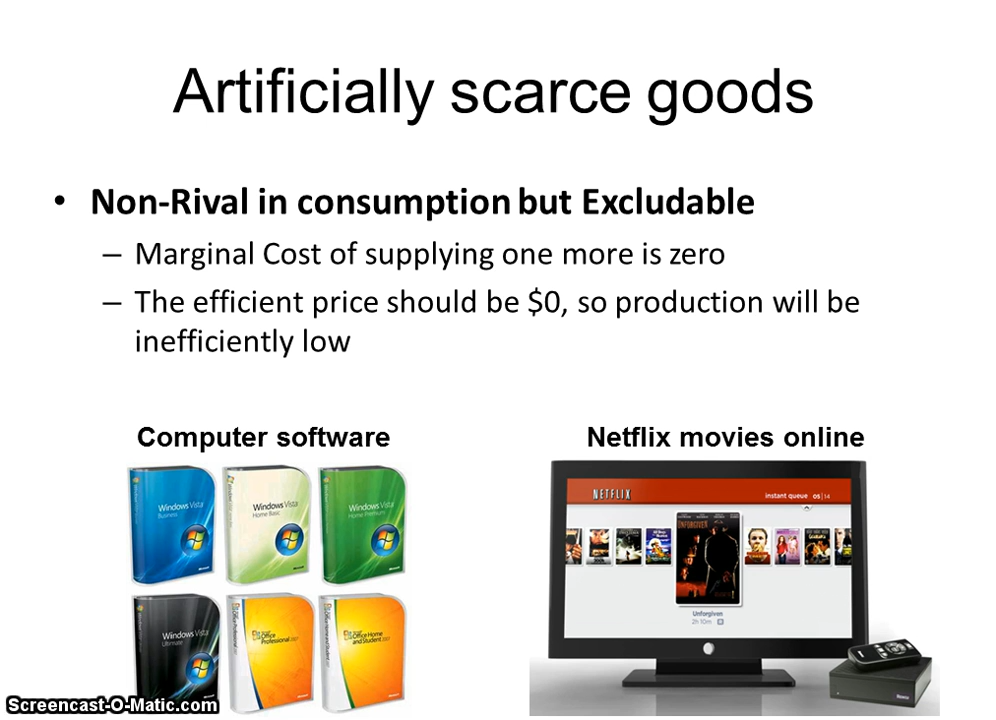 Artificially scarce goods
• Non-Rival in consumption but Excludable
– Marginal Cost of supplying one more is zero
– The efficient price should be $0, so production will be
inefficiently low
Computer software
Netflix movies online
Windows Vista
Business
Windows Vista
Home Basic
Windows Vista
Home Premium
Windows Vista
Ultimate
Office
Professional 2007
Office Home
and Student 2007
NETFLIX
instant queue
UNFORGIVEN
Unforgiven
2h 10m
Screencast-O-Matic.com